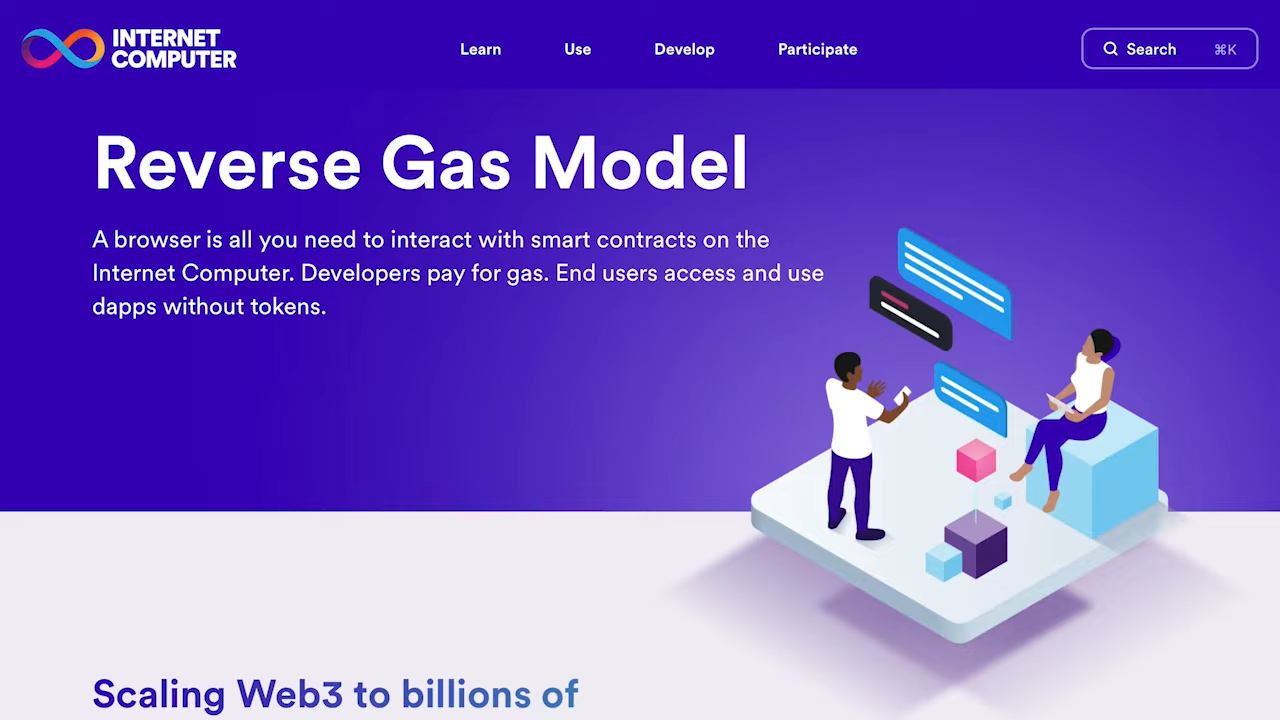 INTERNET
COMPUTER
Learn
Use
Develop
Participate
Search
⌘K
Reverse Gas Model
A browser is all you need to interact with smart contracts on the
Internet Computer. Developers pay for gas. End users access and use
dapps without tokens.
Scaling Web3 to billions of